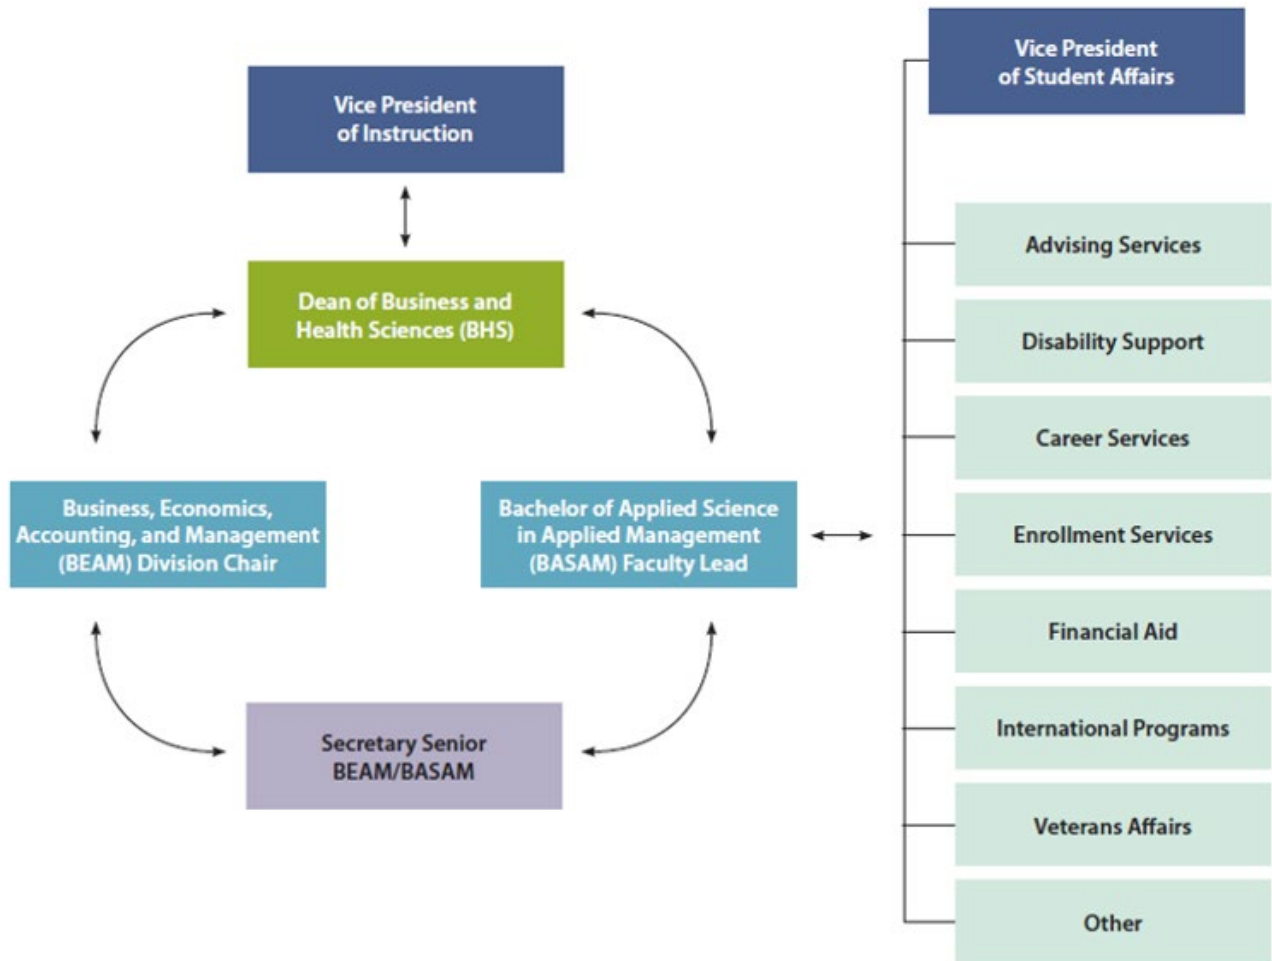 Vice President
of Instruction
Dean of Business and
Health Sciences (BHS)
Business, Economics,
Accounting, and Management
(BEAM) Division Chair
Bachelor of Applied Science
in Applied Management
(BASAM) Faculty Lead
Secretary Senior
BEAM/BASAM
Vice President
of Student Affairs
Advising Services
Disability Support
Career Services
Enrollment Services
Financial Aid
International Programs
Veterans Affairs
Other